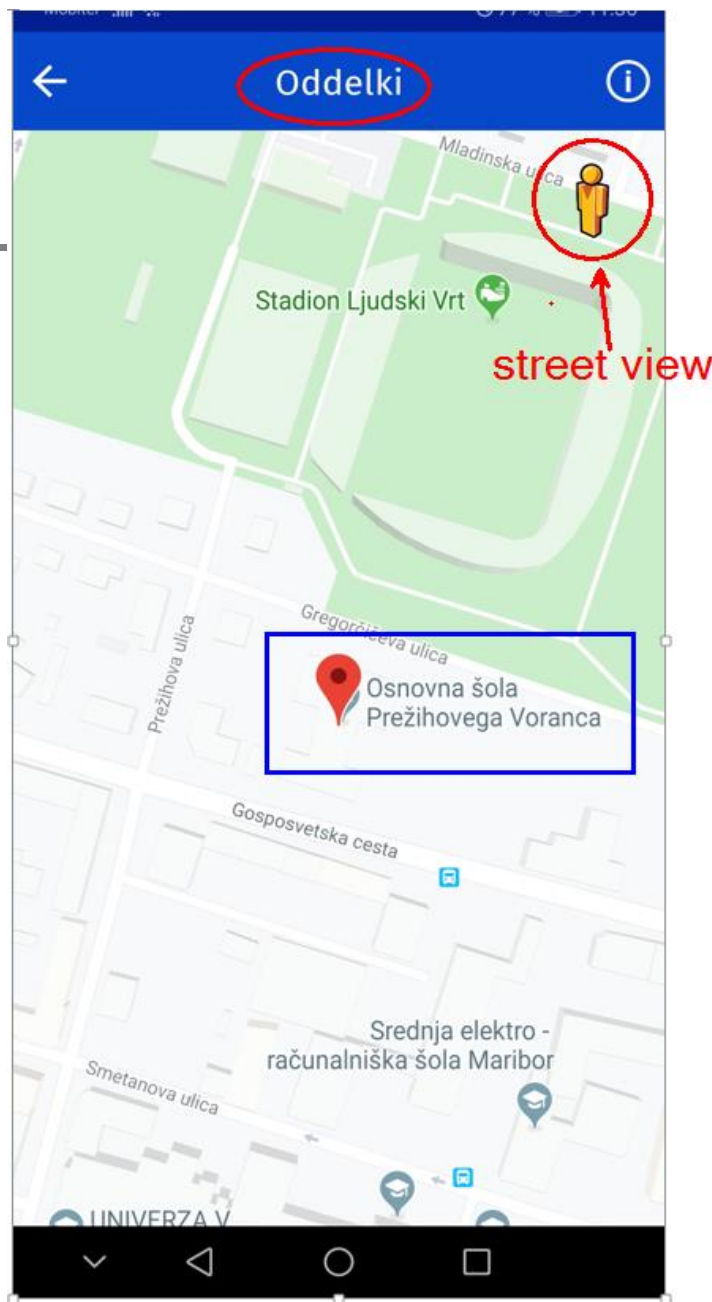 Oddelki
Mladinska ulica
Stadion Ljudski Vrt
street view
Gregorčičeva ulica
Prežihova ulica
Osnovna šola
Prežihovega Voranca
Gosposvetska cesta
Srednja elektro -
računalniška šola Maribor
Smetanova ulica
UNIVERZA V